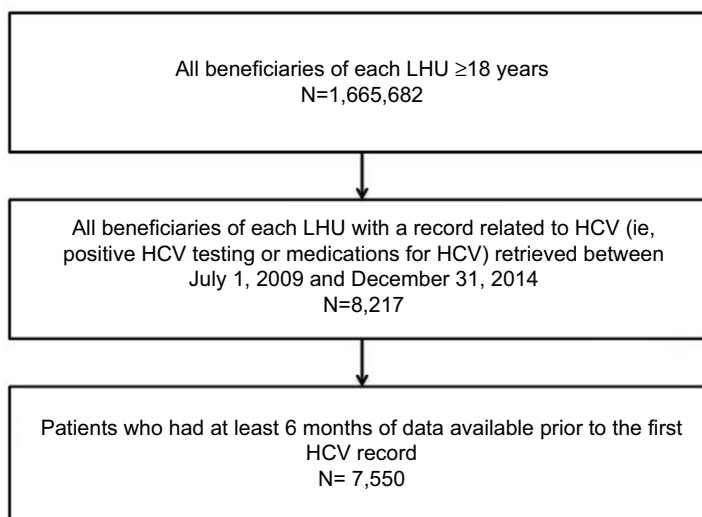 All beneficiaries of each LHU ≥18 years
N=1,665,682
All beneficiaries of each LHU with a record related to HCV (ie,
positive HCV testing or medications for HCV) retrieved between
July 1, 2009 and December 31, 2014
N=8,217
Patients who had at least 6 months of data available prior to the first
HCV record
N= 7,550